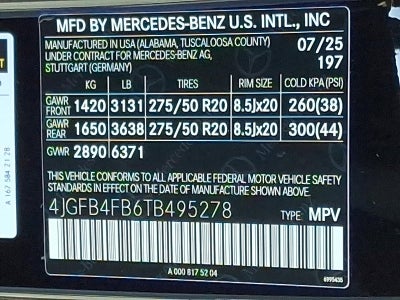 MFD BY MERCEDES-BENZ U.S. INTL., INC
MANUFACTURED IN USA (ALABAMA, TUSCALOOSA COUNTY) 07/25
UNDER CONTRACT FOR MERCEDES-BENZ AG, 197
STUTTGART (GERMANY)
KG LB TIRES RIM SIZE COLD KPA (PSI)
GAWR FRONT 1420 3131 275/50 R20 8.5Jx20 260(38)
GAWR REAR 1650 3638 275/50 R20 8.5Jx20 300(44)
GVWR 2890 6371
THIS VEHICLE CONFORMS TO ALL APPLICABLE FEDERAL MOTOR VEHICLE SAFETY
STANDARDS IN EFFECT ON THE DATE OF MANUFACTURE SHOWN ABOVE.
4JGFB4FB6TB495278 TYPE: MPV
A 000 817 52 04
A 167 584 21 28